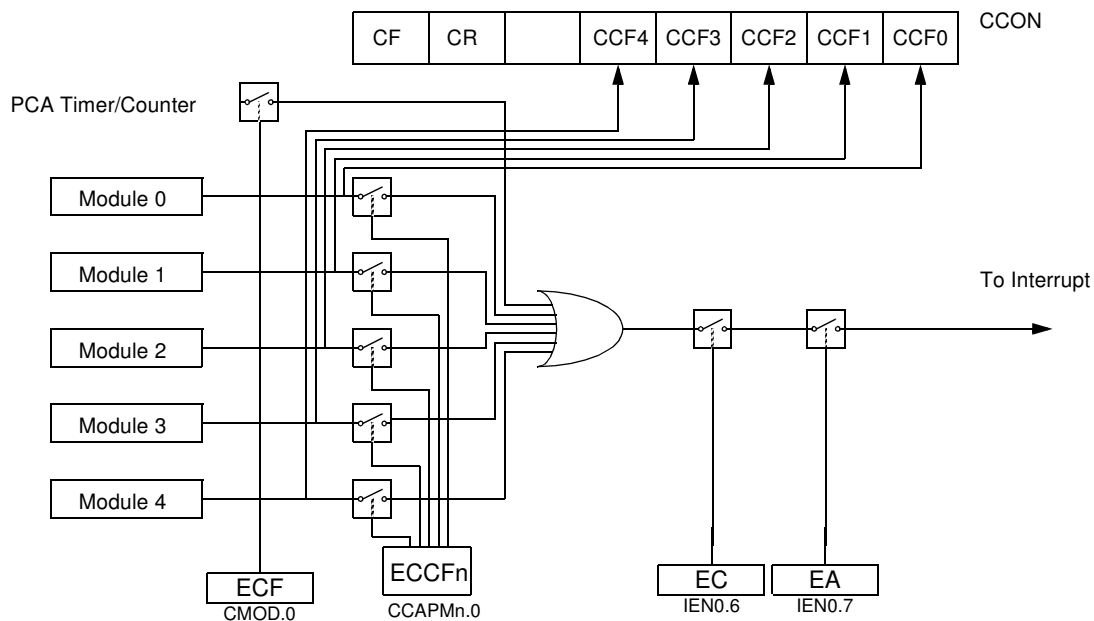 CF CR CCF4 CCF3 CCF2 CCF1 CCF0 CCON
PCA Timer/Counter
Module 0
Module 1
To Interrupt
Module 2
Module 3
Module 4
ECCFn
ECF
EC
EA
CMOD.0
CCAPMn.0
IEN0.6
IEN0.7